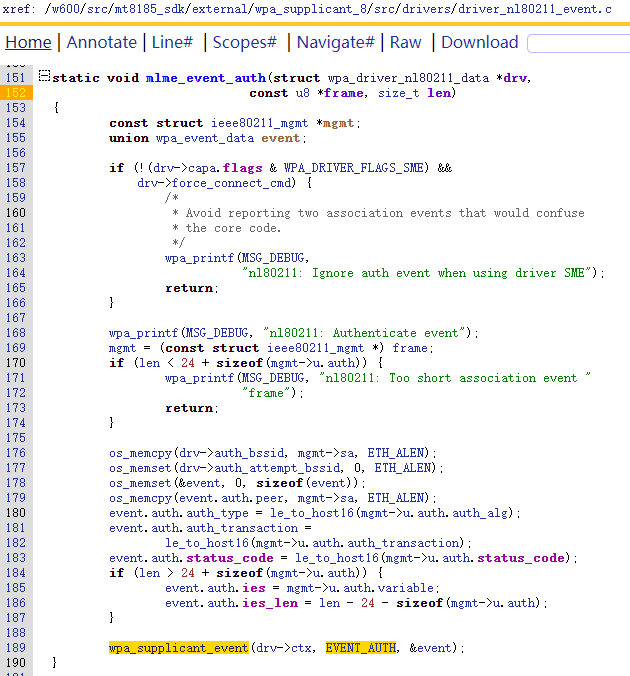 xref: /w600/src/mt8185_sdk/external/wpa_supplicant_8/src/drivers/driver_nl80211_event.c
Home | Annotate | Line# | Scopes# | Navigate# | Raw | Download
151 static void mlme_event_auth(struct wpa_driver_nl80211_data *drv,
152 const u8 *frame, size_t len)
153 {
154 const struct ieee80211_mgmt *mgmt;
155 union wpa_event_data event;
156
157 if (!(drv->capa.flags & WPA_DRIVER_FLAGS_SME) &&
158 drv->force_connect_cmd) {
159 /*
160 * Avoid reporting two association events that would confuse
161 * the core code.
162 */
163 wpa_printf(MSG_DEBUG,
164 "nl80211: Ignore auth event when using driver SME");
165 return;
166 }
167
168 wpa_printf(MSG_DEBUG, "nl80211: Authenticate event");
169 mgmt = (const struct ieee80211_mgmt *) frame;
170 if (len < 24 + sizeof(mgmt->u.auth)) {
171 wpa_printf(MSG_DEBUG, "nl80211: Too short association event "
172 "frame");
173 return;
174 }
175
176 os_memcpy(drv->auth_bssid, mgmt->sa, ETH_ALEN);
177 os_memset(drv->auth_attempt_bssid, 0, ETH_ALEN);
178 os_memset(&event, 0, sizeof(event));
179 os_memcpy(event.auth.peer, mgmt->sa, ETH_ALEN);
180 event.auth.auth_type = le_to_host16(mgmt->u.auth.auth_alg);
181 event.auth.auth_transaction =
182 le_to_host16(mgmt->u.auth.auth_transaction);
183 event.auth.status_code = le_to_host16(mgmt->u.auth.status_code);
184 if (len > 24 + sizeof(mgmt->u.auth)) {
185 event.auth.ies = mgmt->u.auth.variable;
186 event.auth.ies_len = len - 24 - sizeof(mgmt->u.auth);
187 }
188
189 wpa_supplicant_event(drv->ctx, EVENT_AUTH, &event);
190 }